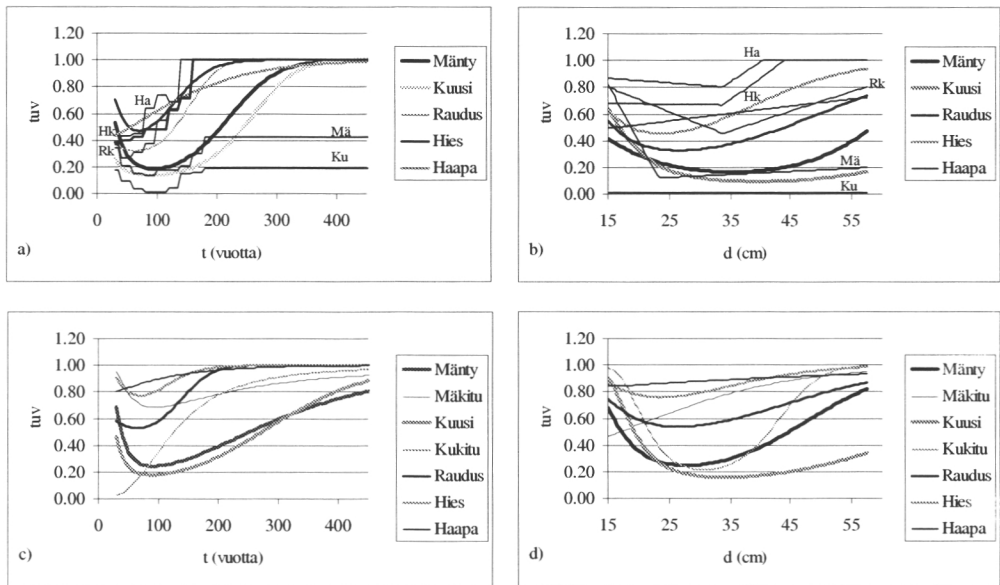 1.20
1.00
0.80
0.60
0.40
0.20
0.00
tuv
Ha
Hk
Rk
Mä
Ku
0 100 200 300 400
t (vuotta)
a)
Mänty
Kuusi
Raudus
Hies
Haapa
1.20
1.00
0.80
0.60
0.40
0.20
0.00
tuv
Ha
Hk
Rk
Mä
Ku
15 25 35 45 55
d (cm)
b)
Mänty
Kuusi
Raudus
Hies
Haapa
1.20
1.00
0.80
0.60
0.40
0.20
0.00
tuv
0 100 200 300 400
t (vuotta)
c)
Mänty
Mäkitu
Kuusi
Kukitu
Raudus
Hies
Haapa
1.20
1.00
0.80
0.60
0.40
0.20
0.00
tuv
15 25 35 45 55
d (cm)
d)
Mänty
Mäkitu
Kuusi
Kukitu
Raudus
Hies
Haapa